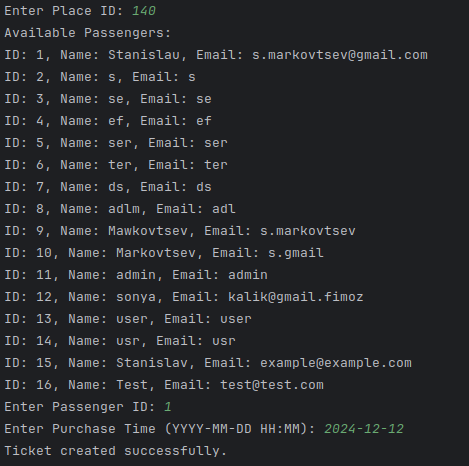 Enter Place ID: 140
Available Passengers:
ID: 1, Name: Stanislau, Email: s.markovtsev@gmail.com
ID: 2, Name: s, Email: s
ID: 3, Name: se, Email: se
ID: 4, Name: ef, Email: ef
ID: 5, Name: ser, Email: ser
ID: 6, Name: ter, Email: ter
ID: 7, Name: ds, Email: ds
ID: 8, Name: adlm, Email: adl
ID: 9, Name: Mawkovtsev, Email: s.markovtsev
ID: 10, Name: Markovtsev, Email: s.gmail
ID: 11, Name: admin, Email: admin
ID: 12, Name: sonya, Email: kalik@gmail.fimoz
ID: 13, Name: user, Email: user
ID: 14, Name: usr, Email: usr
ID: 15, Name: Stanislav, Email: example@example.com
ID: 16, Name: Test, Email: test@test.com
Enter Passenger ID: 1
Enter Purchase Time (YYYY-MM-DD HH:MM): 2024-12-12
Ticket created successfully.